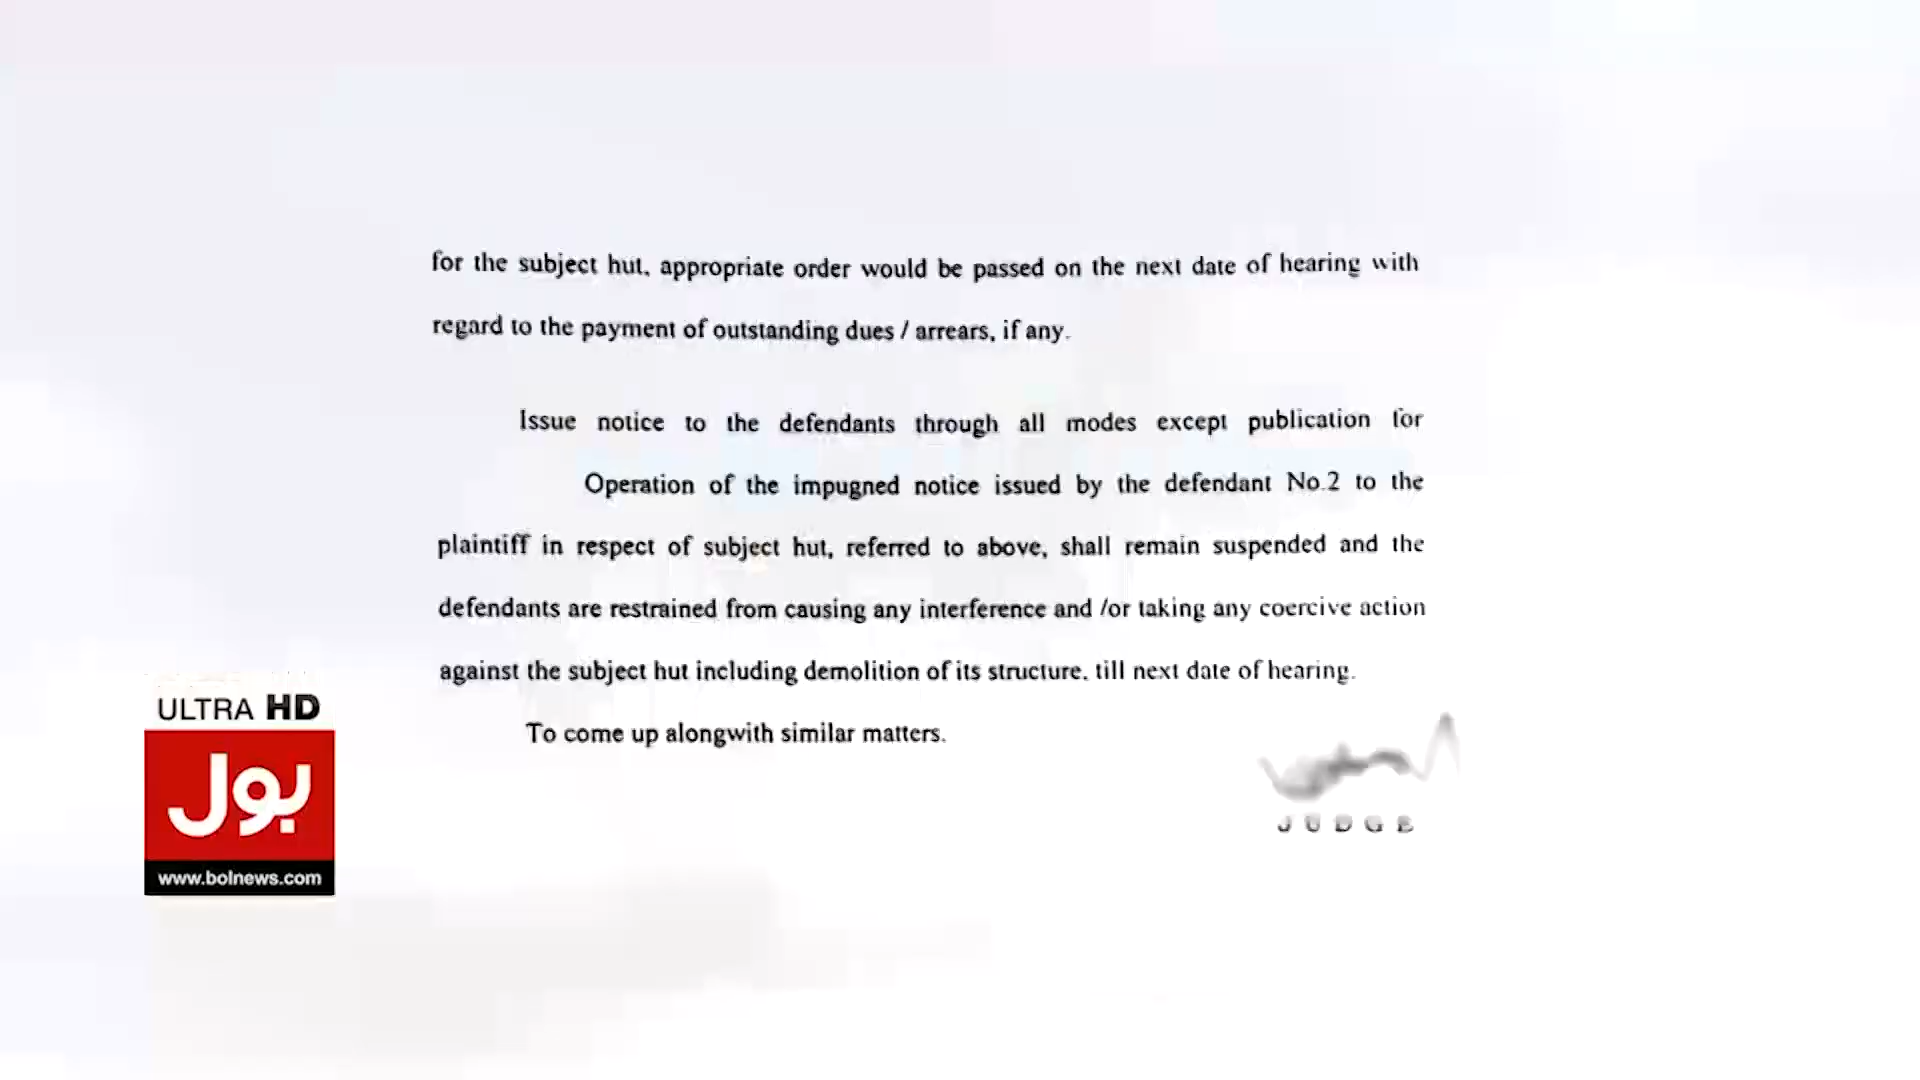 for the subject hut, appropriate order would be passed on the next date of hearing with
regard to the payment of outstanding dues / arrears, if any.
Issue notice to the defendants through all modes except publication for
Operation of the impugned notice issued by the defendant No.2 to the
plaintiff in respect of subject hut, referred to above, shall remain suspended and the
defendants are restrained from causing any interference and /or taking any coercive action
against the subject hut including demolition of its structure, till next date of hearing.
To come up alongwith similar matters.
JUDGE
ULTRA HD
بول
www.bolnews.com